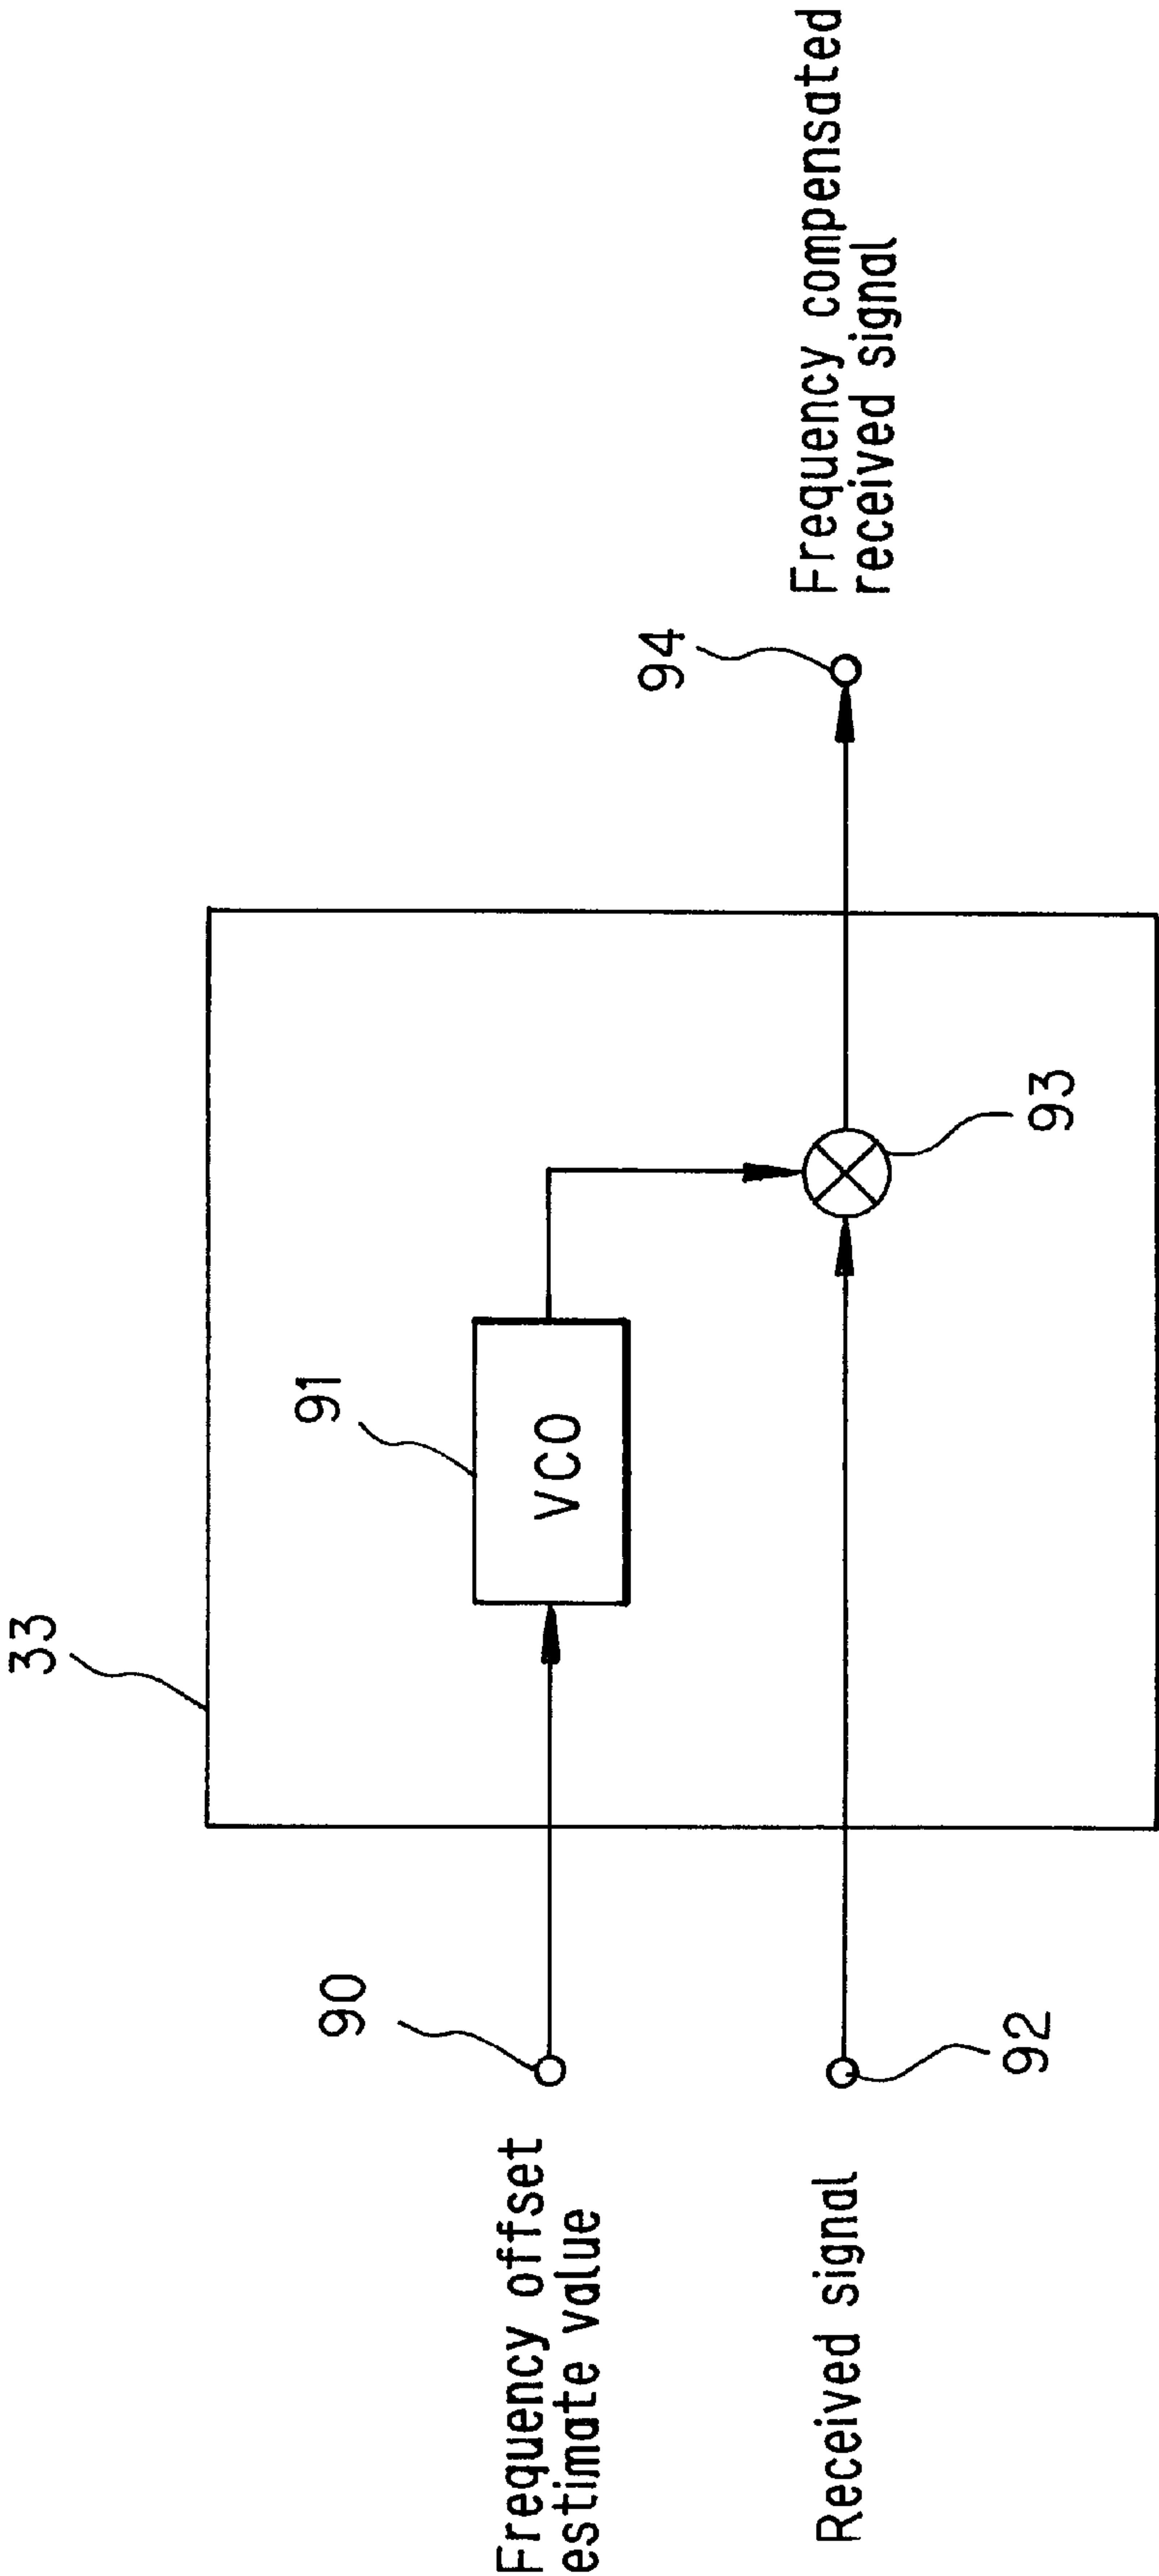 33
90
91
94
Frequency offset
estimate value
VCO
Received signal
92
93
Frequency compensated
received signal